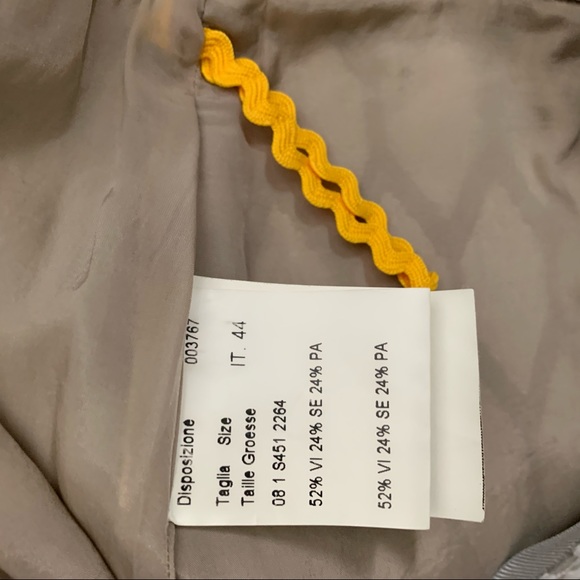 Disposizione 003767
Taglia Size IT. 44
Taille Groesse
08 1 S451 2264
52% VI 24% SE 24% PA
52% VI 24% SE 24% PA